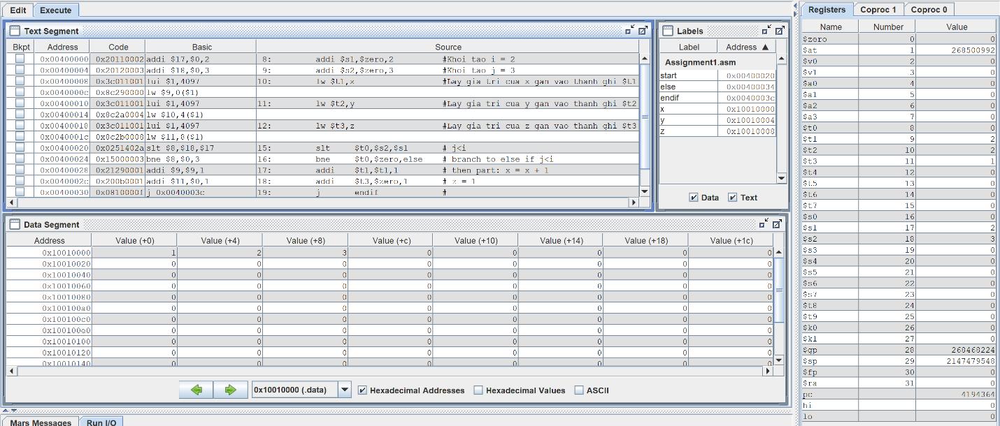 Edit Execute
Text Segment
Bkpt Address Code Basic Source
0x00400000 0x20110002 addi $17,$0,2 8: addi $s1,$zero,2 #Khoi tao i = 2
0x00400004 0x20120003 addi $18,$0,3 9: addi $s2,$zero,3 #Khoi tao j = 3
0x00400008 0x3c011001 lui $1,4097 10: lw $t1,x #Lay gia tri cua x gan vao thanh ghi $t1
0x0040000c 0x8c290000 lw $9,0($1)
0x00400010 0x3c011001 lui $1,4097 11: lw $t2,y #Lay gia tri cua y gan vao thanh ghi $t2
0x00400014 0x8c2a0004 lw $10,4($1)
0x00400018 0x3c011001 lui $1,4097 12: lw $t3,z #Lay gia tri cua z gan vao thanh ghi $t3
0x0040001c 0x8c2b0008 lw $11,8($1)
0x00400020 0x0251402a slt $8,$18,$17 15: slt $t0,$s2,$s1 # j<i
0x00400024 0x15000003 bne $8,$0,3 16: bne $t0,$zero,else # branch to else if j<i
0x00400028 0x21290001 addi $9,$9,1 17: addi $t1,$t1,1 # then part: x = x + 1
0x0040002c 0x200b0001 addi $11,$0,1 18: addi $t3,$zero,1 # z = 1
0x00400030 0x0810000f j 0x0040003c 19: j endif #
Labels
Label Address ▲
Assignment1.asm
start 0x00400020
else 0x00400034
endif 0x0040003c
x 0x10010000
y 0x10010004
z 0x10010008
Data Text
Data Segment
Address Value (+0) Value (+4) Value (+8) Value (+c) Value (+10) Value (+14) Value (+18) Value (+1c)
0x10010000 1 2 3 0 0 0 0 0
0x10010020 0 0 0 0 0 0 0 0
0x10010040 0 0 0 0 0 0 0 0
0x10010060 0 0 0 0 0 0 0 0
0x10010080 0 0 0 0 0 0 0 0
0x100100a0 0 0 0 0 0 0 0 0
0x100100c0 0 0 0 0 0 0 0 0
0x100100e0 0 0 0 0 0 0 0 0
0x10010100 0 0 0 0 0 0 0 0
0x10010120 0 0 0 0 0 0 0 0
0x10010140 0 0 0 0 0 0 0 0
0x10010000 (.data) Hexadecimal Addresses Hexadecimal Values ASCII
Mars Messages Run I/O
Registers Coproc 1 Coproc 0
Name Number Value
$zero 0 0
$at 1 268500992
$v0 2 0
$v1 3 0
$a0 4 0
$a1 5 0
$a2 6 0
$a3 7 0
$t0 8 0
$t1 9 2
$t2 10 2
$t3 11 1
$t4 12 0
$t5 13 0
$t6 14 0
$t7 15 0
$s0 16 0
$s1 17 2
$s2 18 3
$s3 19 0
$s4 20 0
$s5 21 0
$s6 22 0
$s7 23 0
$t8 24 0
$t9 25 0
$k0 26 0
$k1 27 0
$gp 28 268468224
$sp 29 2147479548
$fp 30 0
$ra 31 0
pc 4194364
hi 0
lo 0